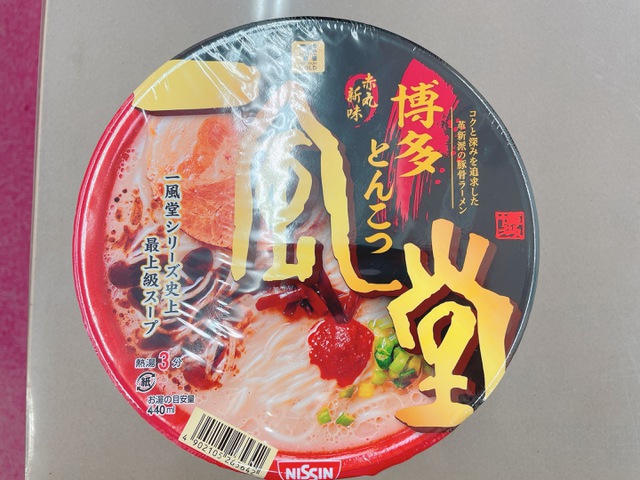 一風堂
赤丸
新味
博多
とんこつ
コクと深みを追求した
革新派の豚骨ラーメン
一風堂シリーズ史上
最上級スープ
熱湯3分
紙
お湯の目安量
440ml
4 902105 263642
NISSIN